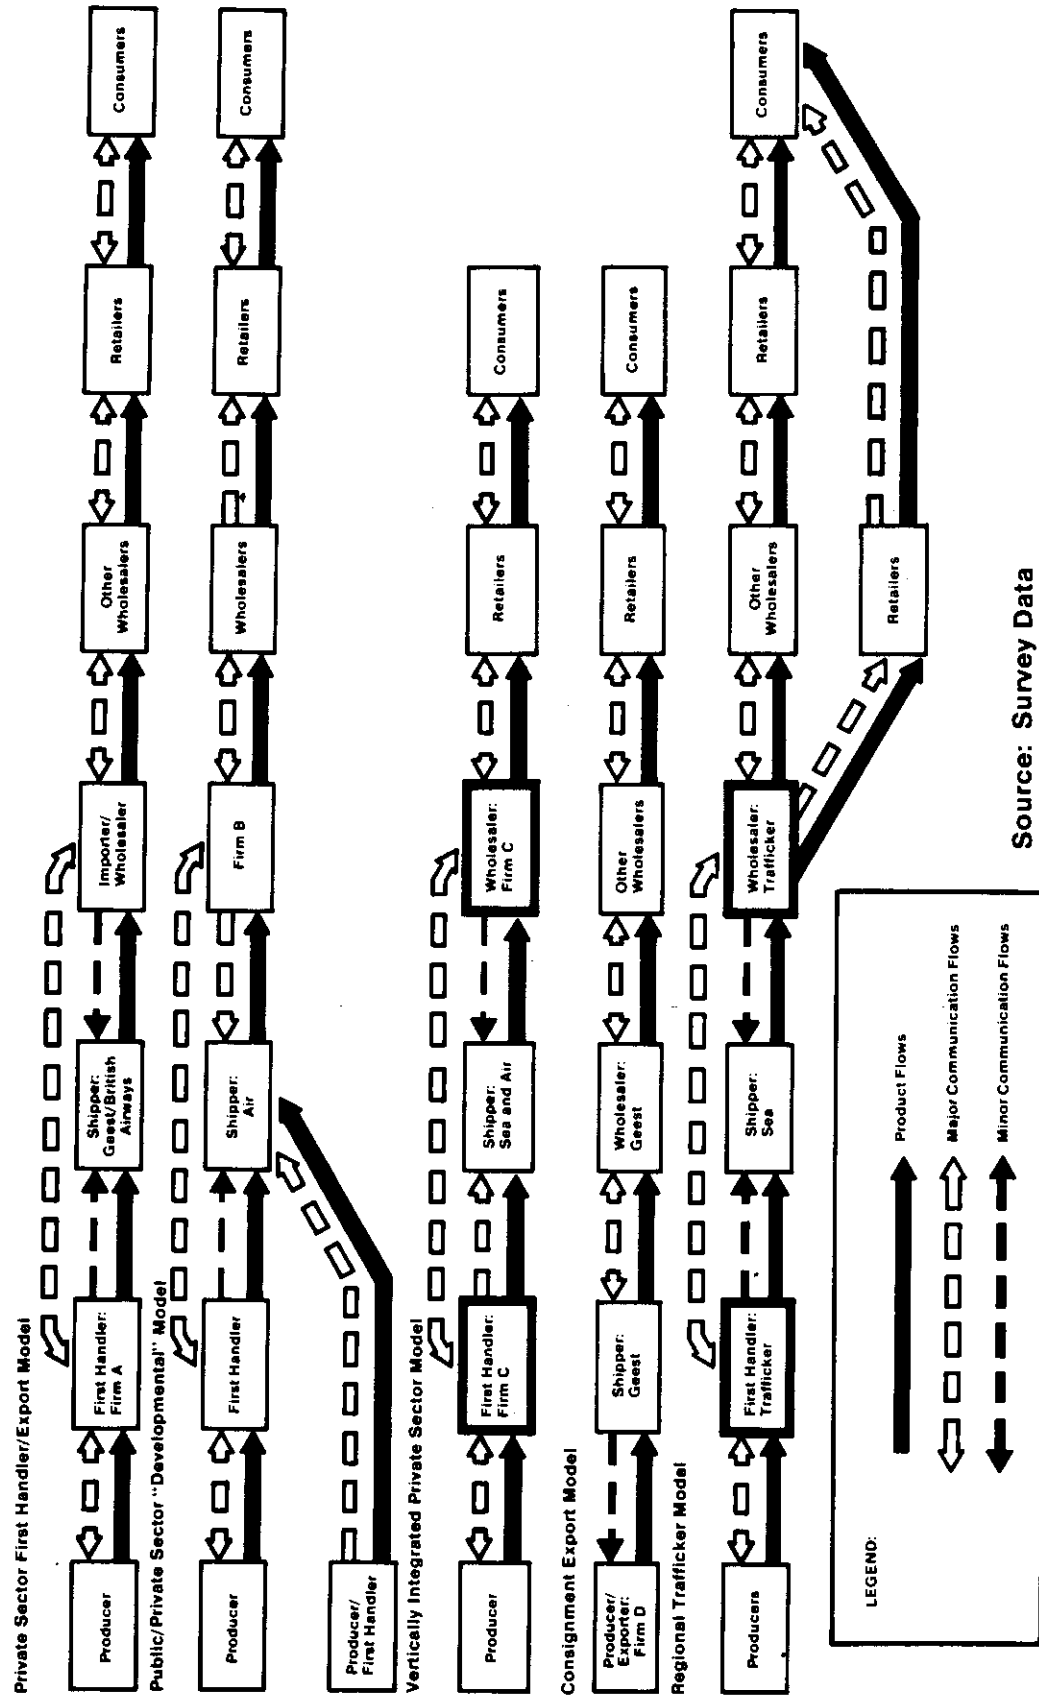 Private Sector First Handler/Export Model
Producer
First Handler:
Firm A
Shipper:
Geest/British
Airways
Importer/
Wholesaler
Other
Wholesalers
Retailers
Consumers
Public/Private Sector "Developmental" Model
Producer
First Handler
Shipper:
Air
Firm B
Wholesalers
Retailers
Consumers
Producer/
First Handler
Vertically Integrated Private Sector Model
Producer
First Handler:
Firm C
Shipper:
Sea and Air
Wholesaler:
Firm C
Retailers
Consumers
Consignment Export Model
Producer/
Exporter:
Firm D
Shipper:
Geest
Wholesaler:
Geest
Other
Wholesalers
Retailers
Consumers
Regional Trafficker Model
Producers
First Handler:
Trafficker
Shipper:
Sea
Wholesaler:
Trafficker
Other
Wholesalers
Retailers
Consumers
Retailers
LEGEND:
Product Flows
Major Communication Flows
Minor Communication Flows
Source: Survey Data